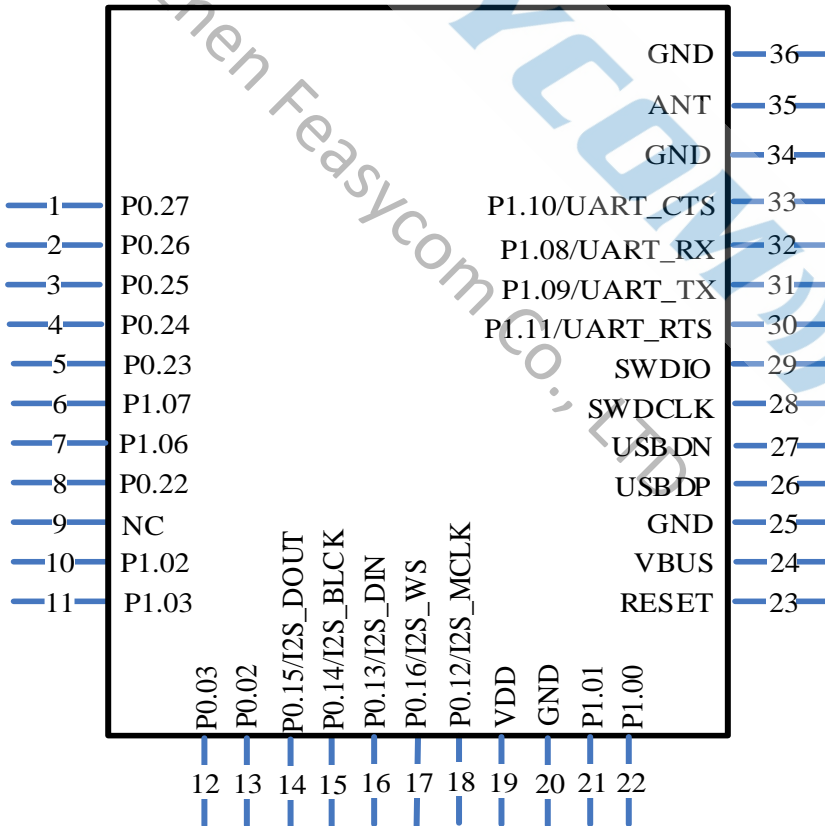 GND 36
ANT 35
GND 34
1 P0.27 P1.10/UART_CTS 33
2 P0.26 P1.08/UART_RX 32
3 P0.25 P1.09/UART_TX 31
4 P0.24 P1.11/UART_RTS 30
5 P0.23 SWDIO 29
6 P1.07 SWDCLK 28
7 P1.06 USBDN 27
8 P0.22 USBDP 26
9 NC GND 25
10 P1.02 VBUS 24
11 P1.03 RESET 23
P0.03
P0.02
P0.15/I2S_DOUT
P0.14/I2S_BLCK
P0.13/I2S_DIN
P0.16/I2S_WS
P0.12/I2S_MCLK
VDD
GND
P1.01
P1.00
12 13 14 15 16 17 18 19 20 21 22
Feasycom Co., LTD